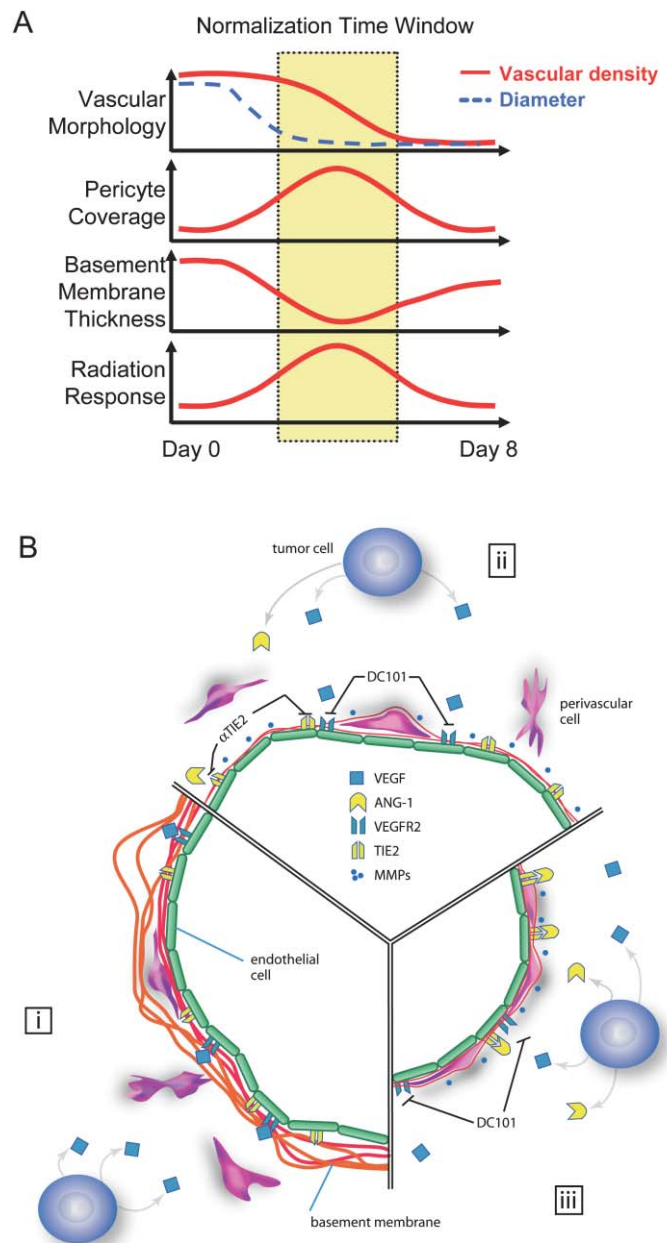 A
Normalization Time Window
Vascular density
Diameter
Vascular
Morphology
Pericyte
Coverage
Basement
Membrane
Thickness
Radiation
Response
Day 0
Day 8
B
tumor cell
ii
DC101
perivascular
cell
αTIE2
VEGF
ANG-1
VEGFR2
TIE2
MMPs
endothelial
cell
i
DC101
basement membrane
iii